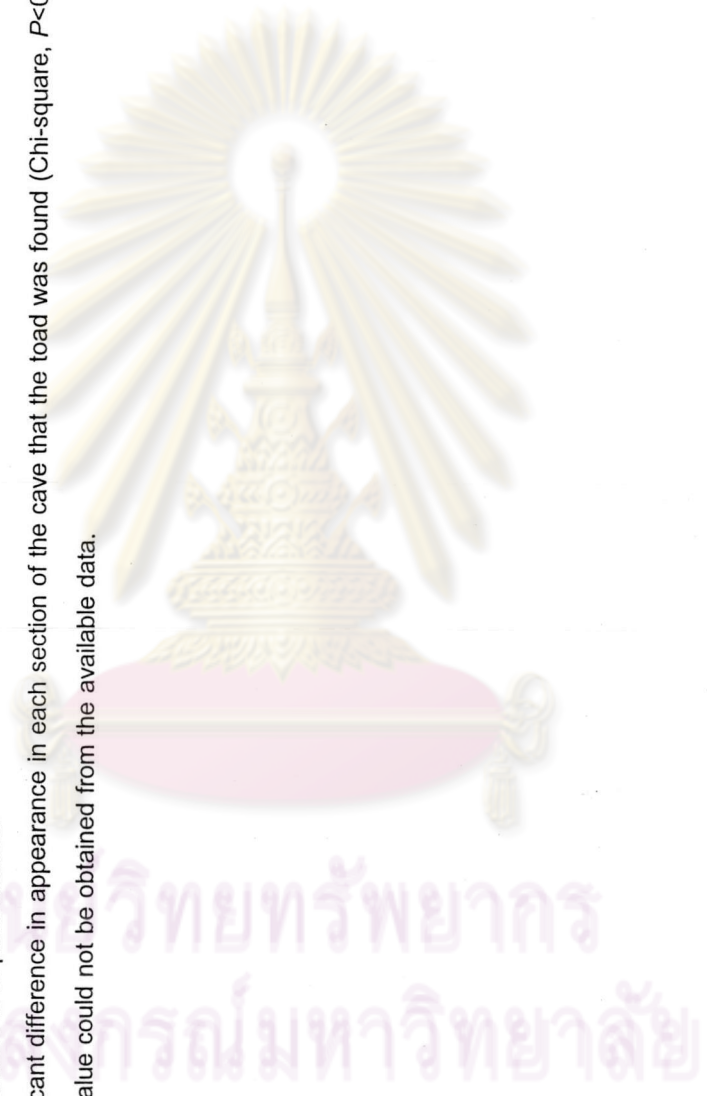 cant difference in appearance in each section of the cave that the toad was found (Chi-square, P<0
alue could not be obtained from the available data.
วิทยทรัพยากร
กรณ์มหาวิทยาลัย